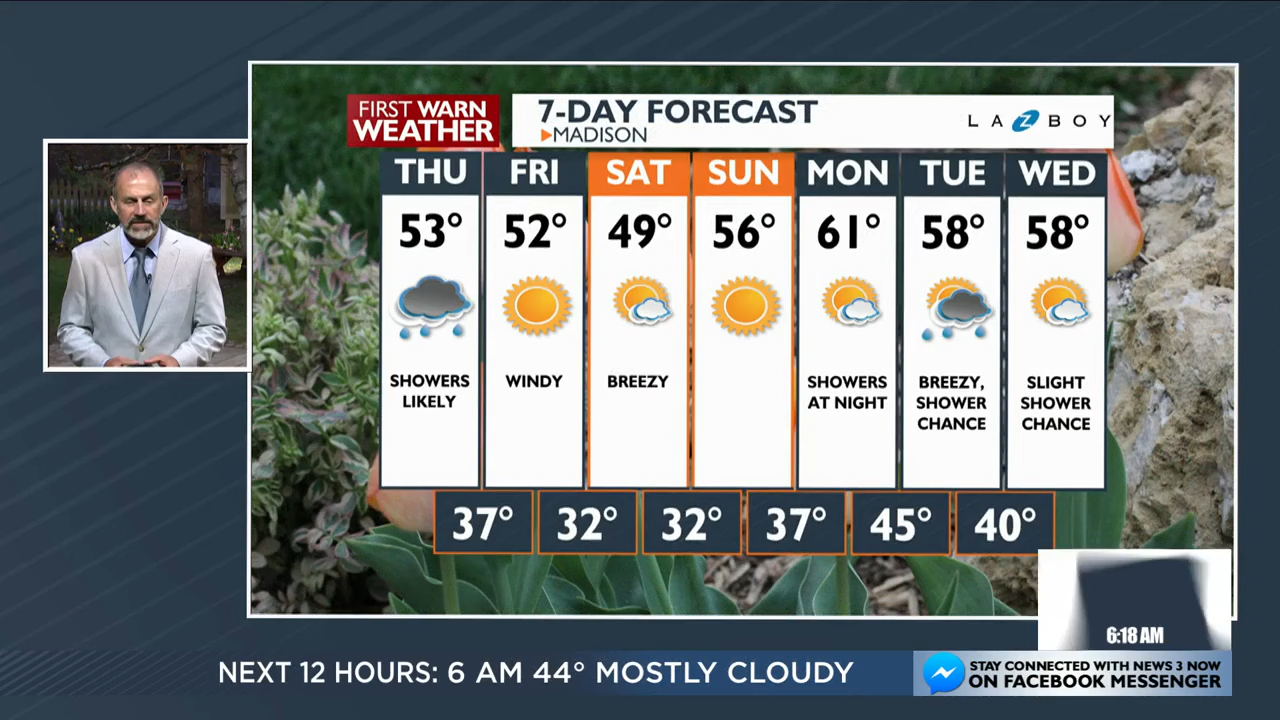 FIRST WARN
WEATHER
7-DAY FORECAST
MADISON
LA Z BOY
THU FRI SAT SUN MON TUE WED
53° 52° 49° 56° 61° 58° 58°
SHOWERS
LIKELY
WINDY
BREEZY
SHOWERS
AT NIGHT
BREEZY,
SHOWER
CHANCE
SLIGHT
SHOWER
CHANCE
37° 32° 32° 37° 45° 40°
6:18 AM
NEXT 12 HOURS: 6 AM 44° MOSTLY CLOUDY
STAY CONNECTED WITH NEWS 3 NOW
ON FACEBOOK MESSENGER